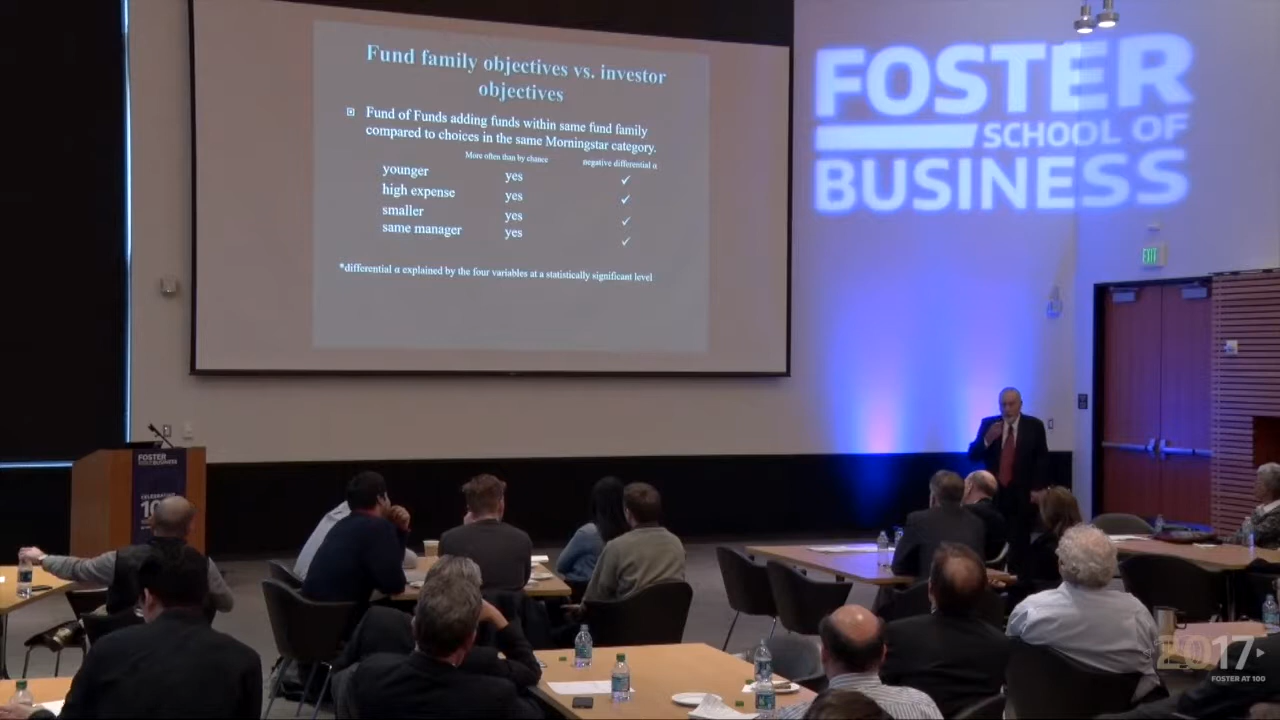 Fund family objectives vs. investor
objectives
Fund of Funds adding funds within same fund family
compared to choices in the same Morningstar category.
More often than by chance negative differential α
younger yes ✓
high expense yes ✓
smaller yes ✓
same manager yes ✓
*differential α explained by the four variables at a statistically significant level
FOSTER
SCHOOL OF
BUSINESS
EXIT
FOSTER
CELEBRATING
2017
FOSTER AT 100